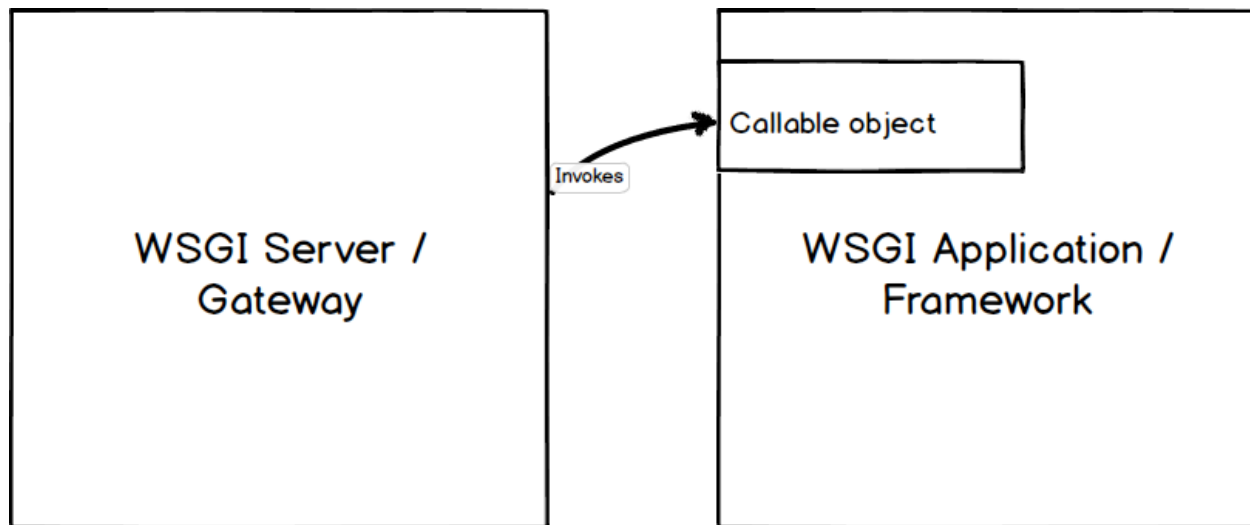 Callable object
Invokes
WSGI Server /
Gateway
WSGI Application /
Framework